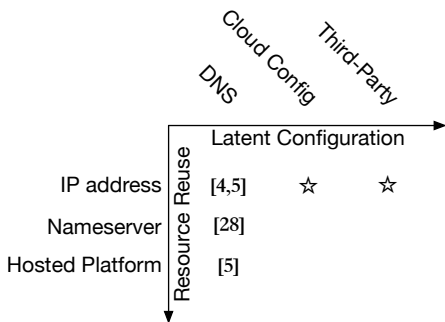 DNS
Cloud Config
Third-Party
Latent Configuration
Resource Reuse
IP address [4,5] ☆ ☆
Nameserver [28]
Hosted Platform [5]